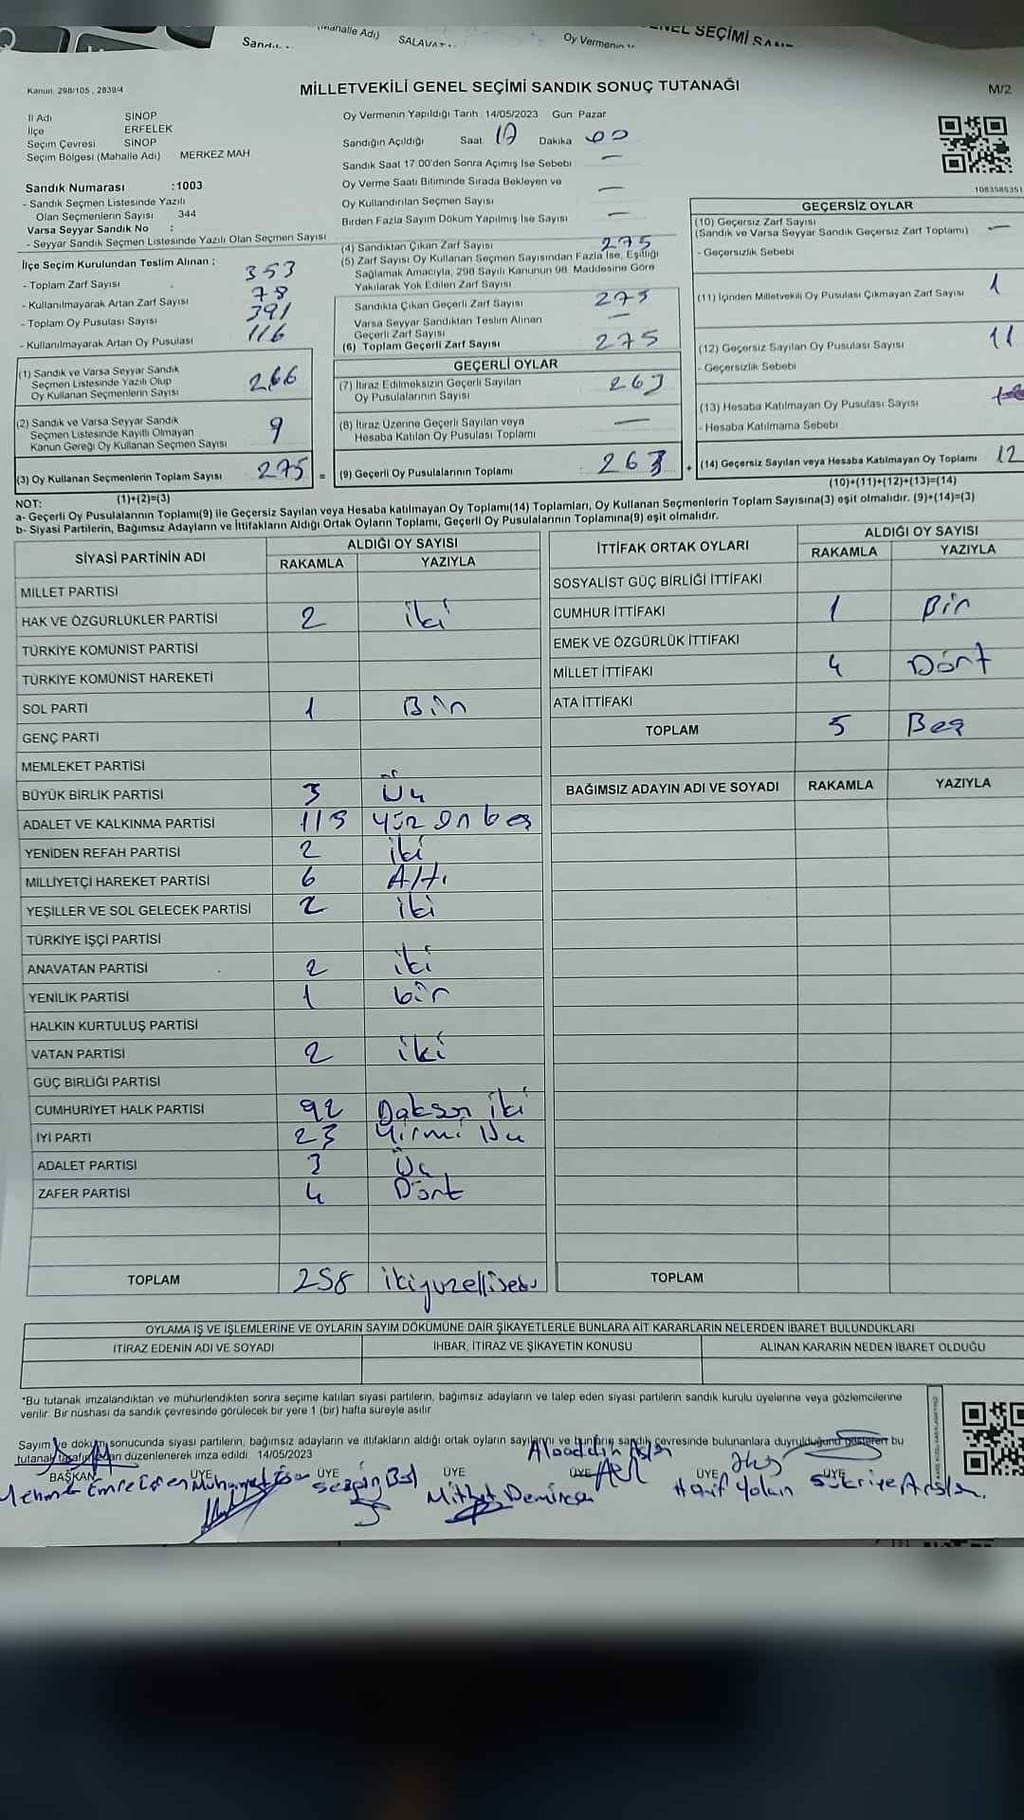 (Mahalle Adı)
SALAVAT
Oy Vermenin
SEÇİMİ
Kanun: 298/105 , 2839/4
MİLLETVEKİLİ GENEL SEÇİMİ SANDIK SONUÇ TUTANAĞI
M/2
İl Adı SİNOP
İlçe ERFELEK
Seçim Çevresi SİNOP
Seçim Bölgesi (Mahalle Adı) MERKEZ MAH
Sandık Numarası :1003
- Sandık Seçmen Listesinde Yazılı
Olan Seçmenlerin Sayısı 344
Varsa Seyyar Sandık No :
- Seyyar Sandık Seçmen Listesinde Yazılı Olan Seçmen Sayısı
İlçe Seçim Kurulundan Teslim Alınan :
- Toplam Zarf Sayısı 353
- Kullanılmayarak Artan Zarf Sayısı 78
- Toplam Oy Pusulası Sayısı 391
- Kullanılmayarak Artan Oy Pusulası 116
(1) Sandık ve Varsa Seyyar Sandık
Seçmen Listesinde Yazılı Olup
Oy Kullanan Seçmenlerin Sayısı 266
(2) Sandık ve Varsa Seyyar Sandık
Seçmen Listesinde Kayıtlı Olmayan
Kanun Gereği Oy Kullanan Seçmen Sayısı 9
(3) Oy Kullanan Seçmenlerin Toplam Sayısı 275 =
(1)+(2)=(3)
Oy Vermenin Yapıldığı Tarih 14/05/2023 Gün Pazar
Sandığın Açıldığı Saat 17 Dakika 00
Sandık Saat 17:00'den Sonra Açımış İse Sebebi —
Oy Verme Saati Bitiminde Sırada Bekleyen ve
Oy Kullandırılan Seçmen Sayısı —
Birden Fazla Sayım Döküm Yapılmış İse Sayısı —
(4) Sandıktan Çıkan Zarf Sayısı 275
(5) Zarf Sayısı Oy Kullanan Seçmen Sayısından Fazla İse, Eşitliği
Sağlamak Amacıyla, 298 Sayılı Kanunun 98. Maddesine Göre
Yakılarak Yok Edilen Zarf Sayısı
Sandıkta Çıkan Geçerli Zarf Sayısı 275
Varsa Seyyar Sandıktan Teslim Alınan
Geçerli Zarf Sayısı —
(6) Toplam Geçerli Zarf Sayısı 275
GEÇERLİ OYLAR
(7) İtiraz Edilmeksizin Geçerli Sayılan
Oy Pusulalarının Sayısı 263
(8) İtiraz Üzerine Geçerli Sayılan veya
Hesaba Katılan Oy Pusulası Toplamı —
(9) Geçerli Oy Pusulalarının Toplamı 263 +
1083585351
GEÇERSİZ OYLAR
(10) Geçersiz Zarf Sayısı
(Sandık ve Varsa Seyyar Sandık Geçersiz Zarf Toplamı) —
- Geçersizlik Sebebi
(11) İçinden Milletvekili Oy Pusulası Çıkmayan Zarf Sayısı 1
(12) Geçersiz Sayılan Oy Pusulası Sayısı 11
- Geçersizlik Sebebi
(13) Hesaba Katılmayan Oy Pusulası Sayısı
- Hesaba Katılmama Sebebi
(14) Geçersiz Sayılan veya Hesaba Katılmayan Oy Toplamı 12
(10)+(11)+(12)+(13)=(14)
NOT:
a- Geçerli Oy Pusulalarının Toplamı(9) ile Geçersiz Sayılan veya Hesaba katılmayan Oy Toplamı(14) Toplamları, Oy Kullanan Seçmenlerin Toplam Sayısına(3) eşit olmalıdır. (9)+(14)=(3)
b- Siyasi Partilerin, Bağımsız Adayların ve İttifakların Aldığı Ortak Oyların Toplamı, Geçerli Oy Pusulalarının Toplamına(9) eşit olmalıdır.
SİYASİ PARTİNİN ADI ALDIĞI OY SAYISI
RAKAMLA YAZIYLA
MİLLET PARTİSİ
HAK VE ÖZGÜRLÜKLER PARTİSİ 2 iki
TÜRKİYE KOMÜNİST PARTİSİ
TÜRKİYE KOMÜNİST HAREKETİ
SOL PARTİ 1 Bir
GENÇ PARTİ
MEMLEKET PARTİSİ
BÜYÜK BİRLİK PARTİSİ 3 Üç
ADALET VE KALKINMA PARTİSİ 115 yüz on beş
YENİDEN REFAH PARTİSİ 2 iki
MİLLİYETÇİ HAREKET PARTİSİ 6 Altı
YEŞİLLER VE SOL GELECEK PARTİSİ 2 iki
TÜRKİYE İŞÇİ PARTİSİ
ANAVATAN PARTİSİ 2 iki
YENİLİK PARTİSİ 1 bir
HALKIN KURTULUŞ PARTİSİ
VATAN PARTİSİ 2 iki
GÜÇ BİRLİĞİ PARTİSİ
CUMHURİYET HALK PARTİSİ 92 Doksan iki
İYİ PARTİ 23 Yirmi Üç
ADALET PARTİSİ 3 Üç
ZAFER PARTİSİ 4 Dört
TOPLAM 258 ikiyüzellisekiz
İTTİFAK ORTAK OYLARI ALDIĞI OY SAYISI
RAKAMLA YAZIYLA
SOSYALİST GÜÇ BİRLİĞİ İTTİFAKI
CUMHUR İTTİFAKI 1 Bir
EMEK VE ÖZGÜRLÜK İTTİFAKI
MİLLET İTTİFAKI 4 Dört
ATA İTTİFAKI
TOPLAM 5 Beş
BAĞIMSIZ ADAYIN ADI VE SOYADI RAKAMLA YAZIYLA
TOPLAM
OYLAMA İŞ VE İŞLEMLERİNE VE OYLARIN SAYIM DÖKÜMÜNE DAİR ŞİKAYETLERLE BUNLARA AİT KARARLARIN NELERDEN İBARET BULUNDUKLARI
İTİRAZ EDENİN ADI VE SOYADI İHBAR, İTİRAZ VE ŞİKAYETİN KONUSU ALINAN KARARIN NEDEN İBARET OLDUĞU
*Bu tutanak imzalandıktan ve mühürlendikten sonra seçime katılan siyasi partilerin, bağımsız adayların ve talep eden siyasi partilerin sandık kurulu üyelerine veya gözlemcilerine
verilir. Bir nüshası da sandık çevresinde görülecek bir yere 1 (bir) hafta süreyle asılır.
Sayım ve döküm sonucunda siyasi partilerin, bağımsız adayların ve ittifakların aldığı ortak oyların sayılarını ve bunların sandık çevresinde bulunanlara duyrulduğunu gösteren bu
tutanak tarafımızdan düzenlenerek imza edildi 14/05/2023
Alaaddin Aslan
BAŞKAN ÜYE ÜYE ÜYE ÜYE ÜYE ÜYE
Mehmet Emre Muhammet Sezgin Bal Mithat Demircan Hanif Yalan Şükriye Arslan